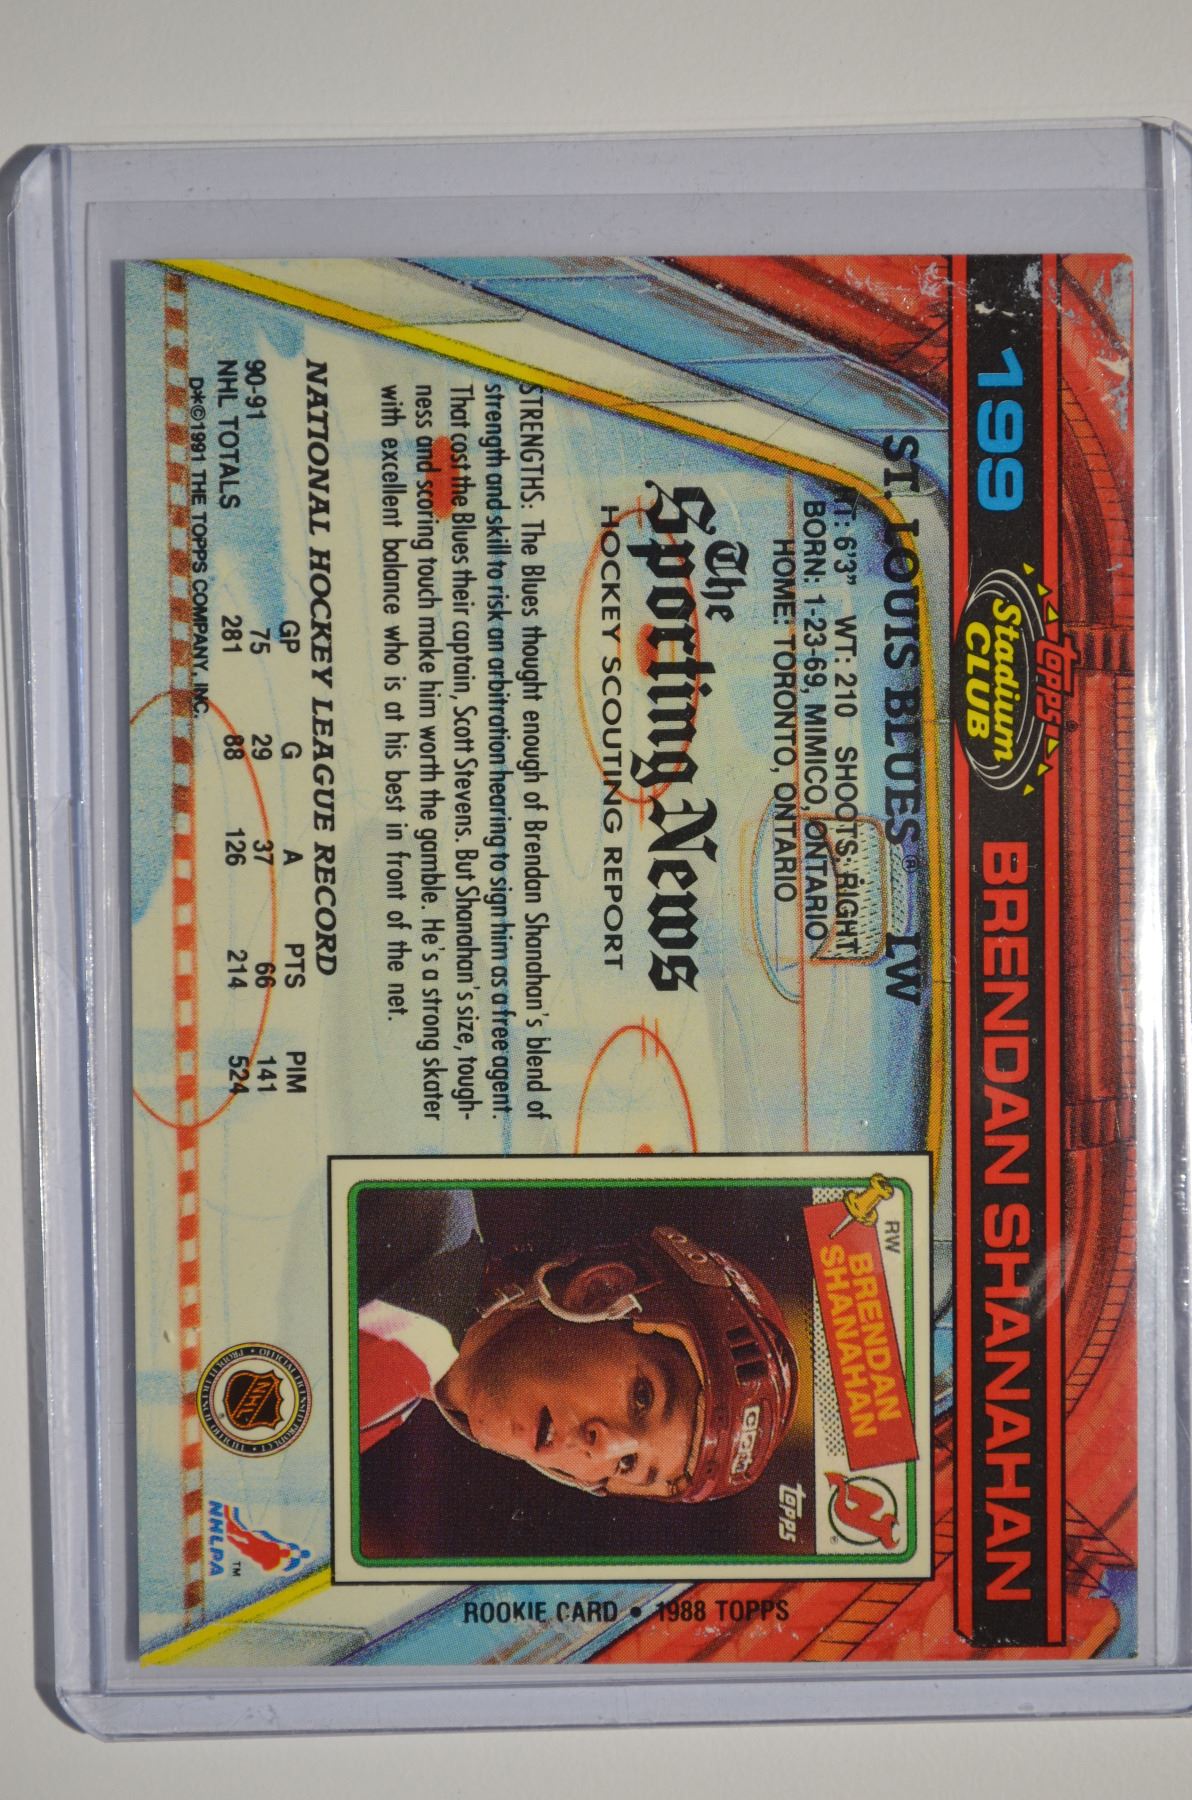 199
Topps®
Stadium
CLUB
BRENDAN SHANAHAN
ST. LOUIS BLUES® LW
HT: 6'3" WT: 210 SHOOTS: RIGHT
BORN: 1-23-69, MIMICO, ONTARIO
HOME: TORONTO, ONTARIO
The
Sporting News
HOCKEY SCOUTING REPORT
STRENGTHS: The Blues thought enough of Brendan Shanahan's blend of
strength and skill to risk an arbitration hearing to sign him as a free agent.
That cost the Blues their captain, Scott Stevens. But Shanahan's size, tough-
ness and scoring touch make him worth the gamble. He's a strong skater
with excellent balance who is at his best in front of the net.
NATIONAL HOCKEY LEAGUE RECORD
GP G A PTS PIM
90-91 75 29 37 66 141
NHL TOTALS 281 88 126 214 524
D*©1991 THE TOPPS COMPANY, INC.
RW
BRENDAN
SHANAHAN
®
CCM
Topps
ROOKIE CARD • 1988 TOPPS
NHL
NHLPA
™